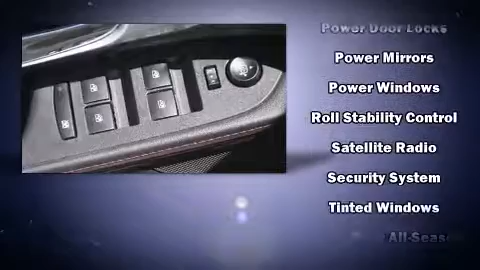 Power Door Locks
Power Mirrors
Power Windows
Roll Stability Control
Satellite Radio
Security System
Tinted Windows